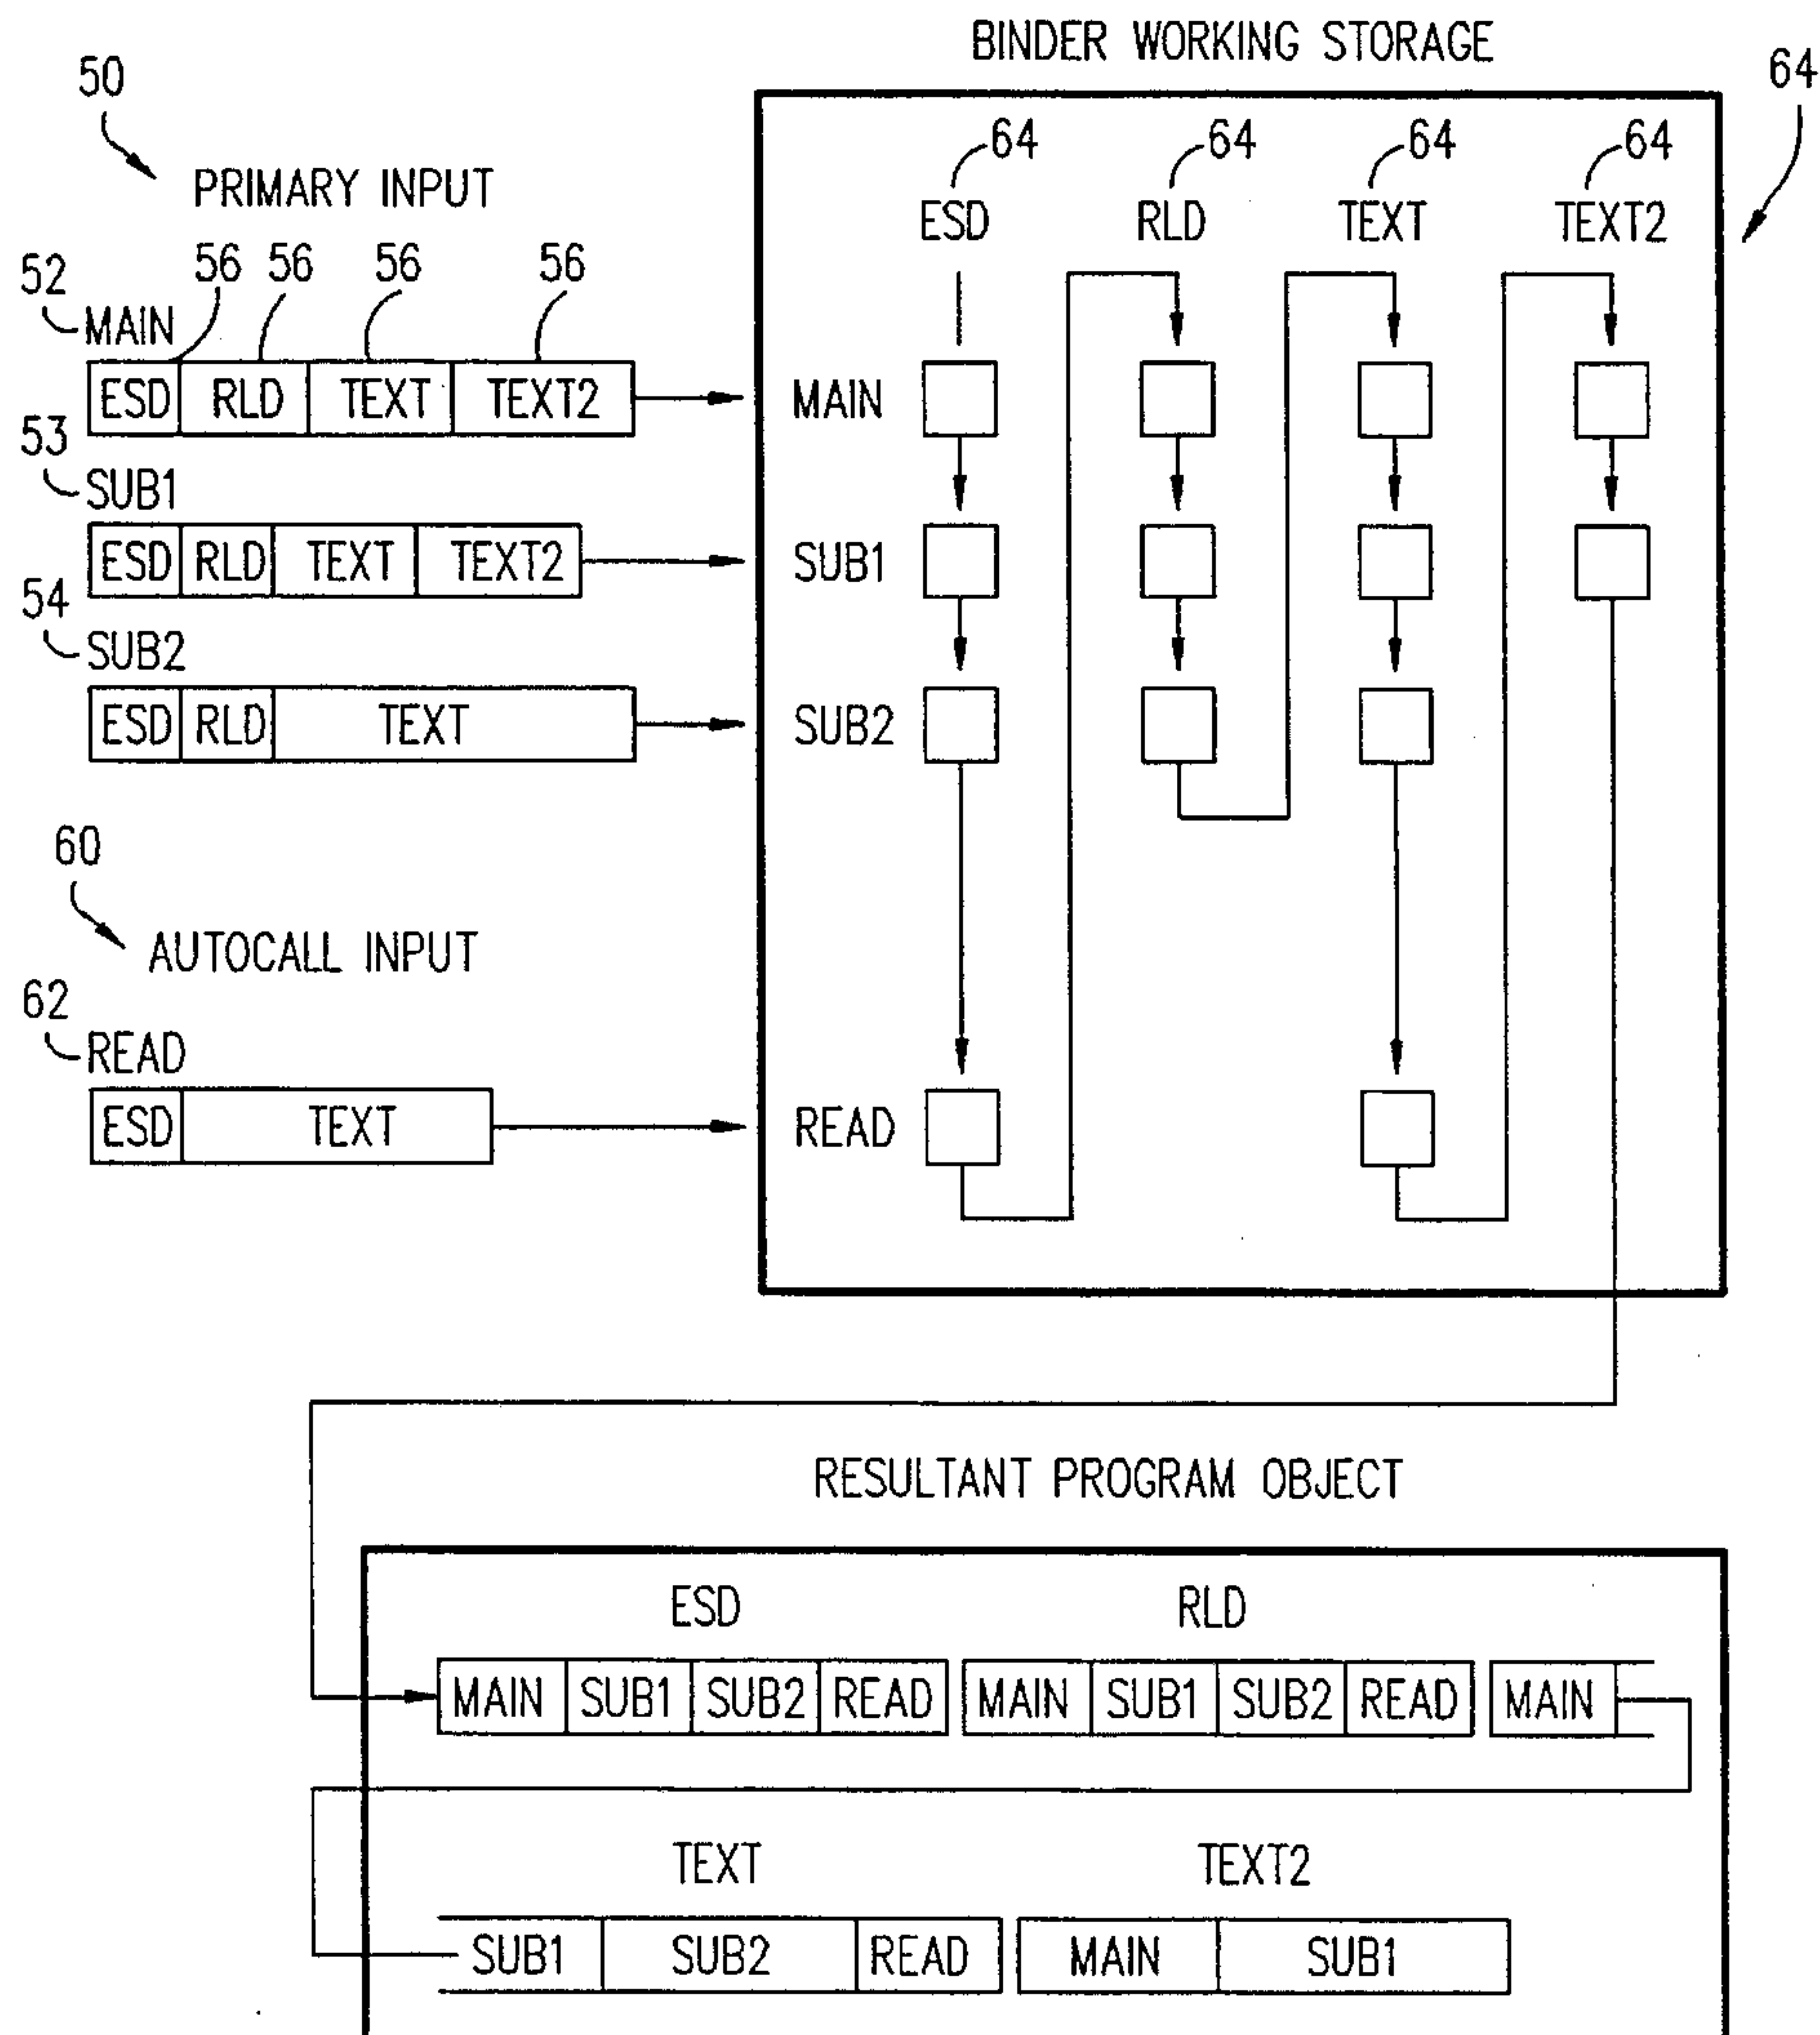 BINDER WORKING STORAGE
64
50
PRIMARY INPUT
64 64 64 64
ESD RLD TEXT TEXT2
52
56 56 56 56
MAIN
ESD RLD TEXT TEXT2
MAIN
53
SUB1
ESD RLD TEXT TEXT2
SUB1
54
SUB2
ESD RLD TEXT
SUB2
60
AUTOCALL INPUT
62
READ
ESD TEXT
READ
RESULTANT PROGRAM OBJECT
ESD RLD
MAIN SUB1 SUB2 READ MAIN SUB1 SUB2 READ MAIN
TEXT TEXT2
SUB1 SUB2 READ MAIN SUB1